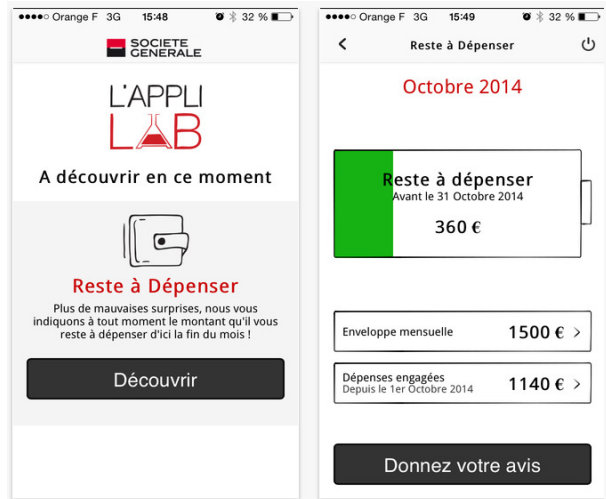 Orange F 3G 15:48 32 %
SOCIETE
GENERALE
L'APPLI
LAB
A découvrir en ce moment
Reste à Dépenser
Plus de mauvaises surprises, nous vous
indiquons à tout moment le montant qu'il vous
reste à dépenser d'ici la fin du mois !
Découvrir
Orange F 3G 15:49 32 %
Reste à Dépenser
Octobre 2014
Reste à dépenser
Avant le 31 Octobre 2014
360 €
Enveloppe mensuelle 1500 € >
Dépenses engagées 1140 € >
Depuis le 1er Octobre 2014
Donnez votre avis